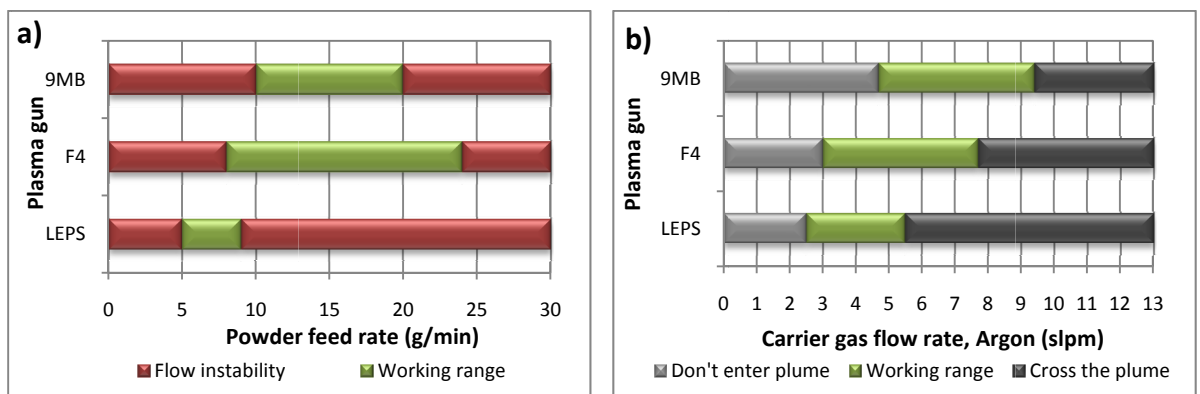 a)
Plasma gun
9MB
F4
LEPS
0 5 10 15 20 25 30
Powder feed rate (g/min)
Flow instability Working range
b)
Plasma gun
9MB
F4
LEPS
0 1 2 3 4 5 6 7 8 9 10 11 12 13
Carrier gas flow rate, Argon (slpm)
Don't enter plume Working range Cross the plume